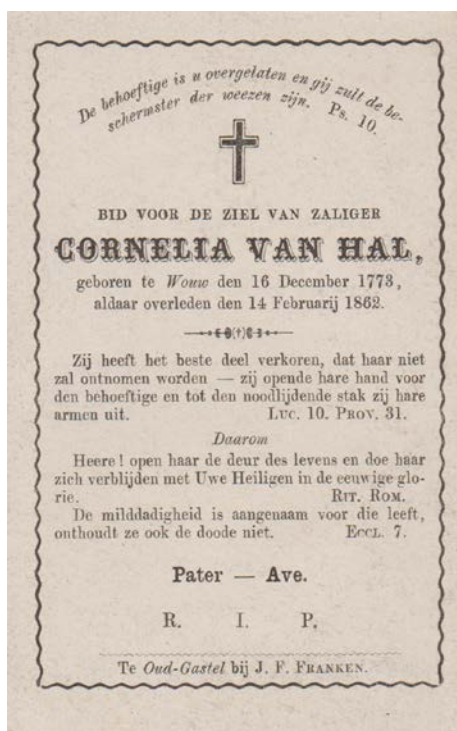 De behoeftige is u overgelaten en gij zult de be-
schermster der weezen zijn. Ps. 10.
BID VOOR DE ZIEL VAN ZALIGER
CORNELIA VAN HAL,
geboren te Wouw den 16 December 1773,
aldaar overleden den 14 Februarij 1862.
Zij heeft het beste deel verkoren, dat haar niet
zal ontnomen worden — zij opende hare hand voor
den behoeftige en tot den noodlijdende stak zij hare
armen uit. Luc. 10. Prov. 31.
Daarom
Heere! open haar de deur des levens en doe haar
zich verblijden met Uwe Heiligen in de eeuwige glo-
rie. Rit. Rom.
De milddadigheid is aangenaam voor die leeft,
onthoudt ze ook de doode niet. Eccl. 7.
Pater — Ave.
R. I. P.
Te Oud-Gastel bij J. F. Franken.